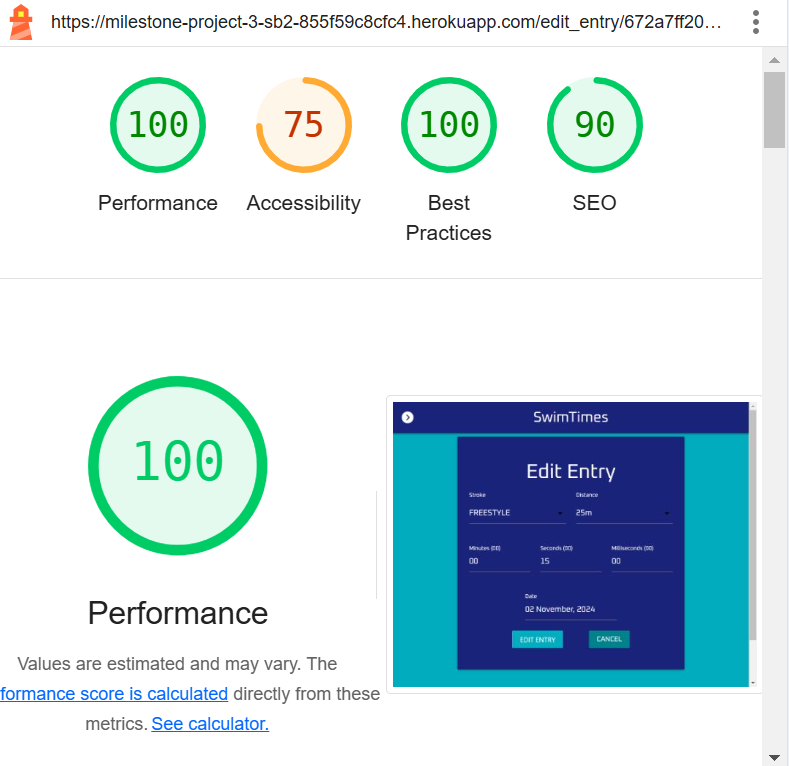 https://milestone-project-3-sb2-855f59c8cfc4.herokuapp.com/edit_entry/672a7ff20…
100
75
100
90
Performance
Accessibility
Best
Practices
SEO
100
Performance
Values are estimated and may vary. The
formance score is calculated directly from these
metrics. See calculator.
SwimTimes
Edit Entry
Stroke
Distance
FREESTYLE
25m
Minutes (00)
Seconds (00)
Milliseconds (00)
00
15
00
Date
02 November, 2024
EDIT ENTRY
CANCEL